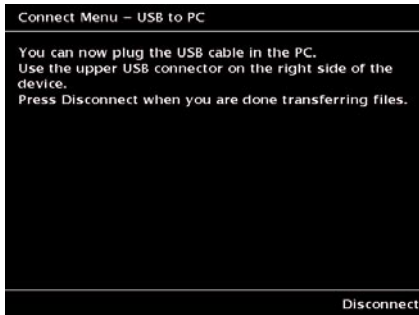 Connect Menu – USB to PC
You can now plug the USB cable in the PC.
Use the upper USB connector on the right side of the
device.
Press Disconnect when you are done transferring files.
Disconnect